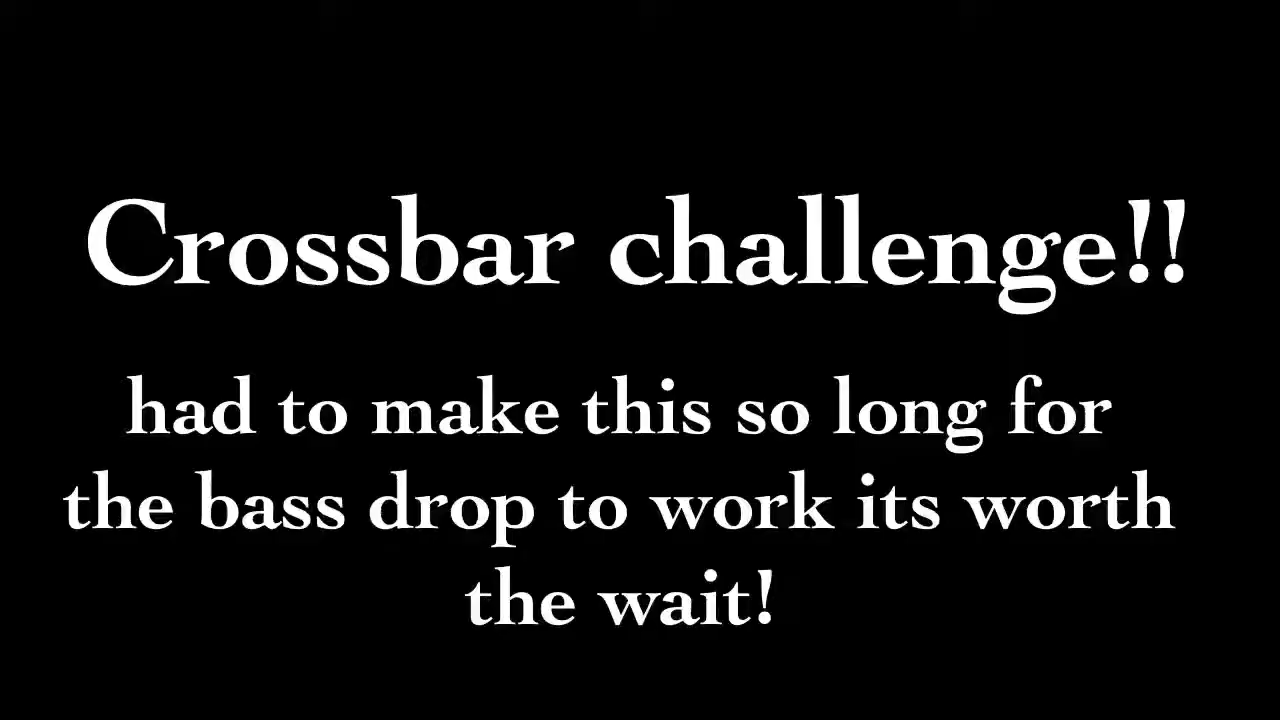 Crossbar challenge!!
had to make this so long for
the bass drop to work its worth
the wait!